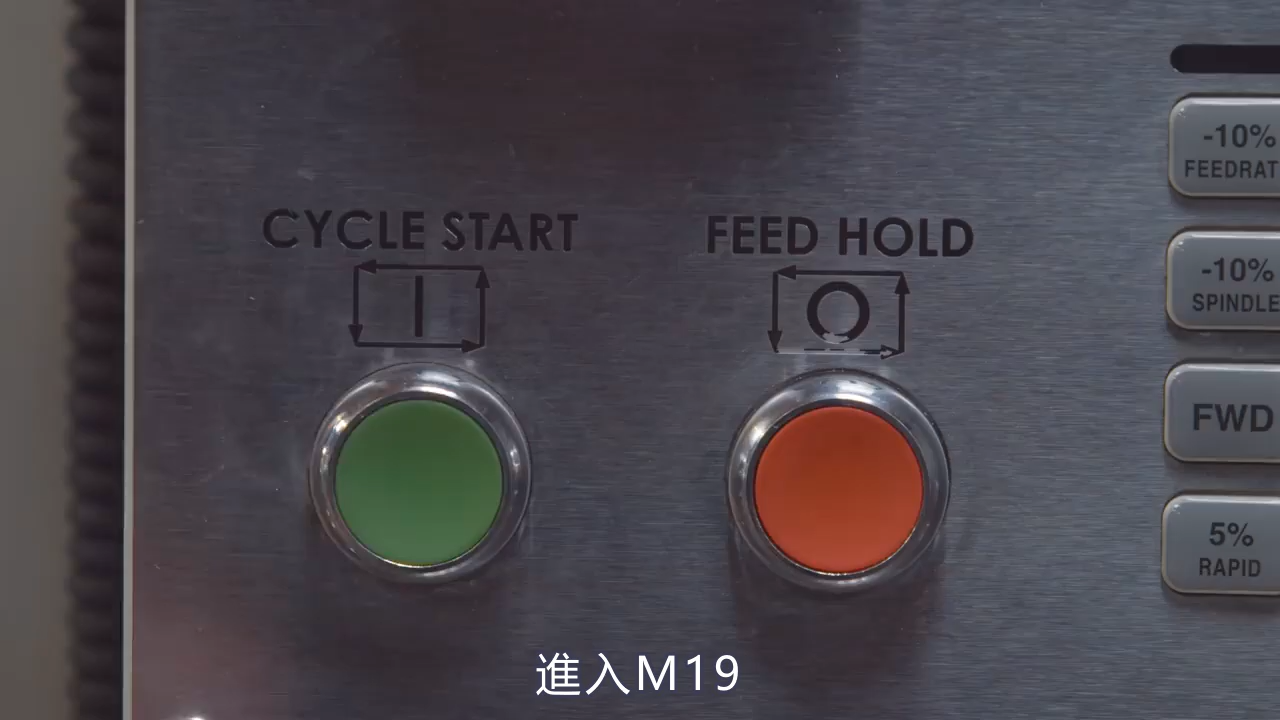 CYCLE START
FEED HOLD
-10%
FEEDRAT
-10%
SPINDLE
FWD
5%
RAPID
進入M19